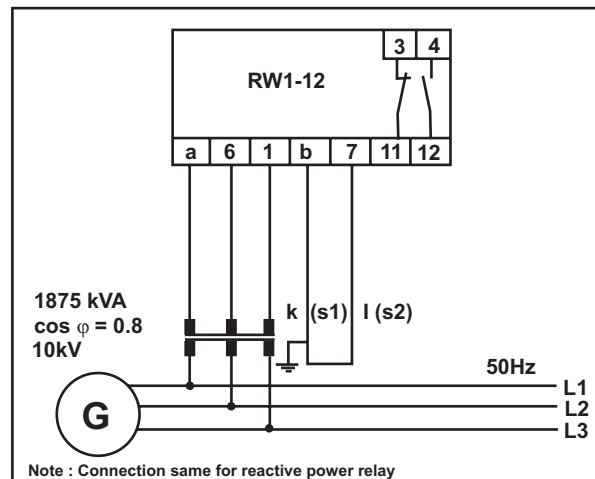 3 4
RW1-12
a 6 1 b 7 11 12
k (s1) l (s2)
1875 kVA
cos φ = 0.8
10kV
50Hz
L1
L2
G
L3
Note : Connection same for reactive power relay